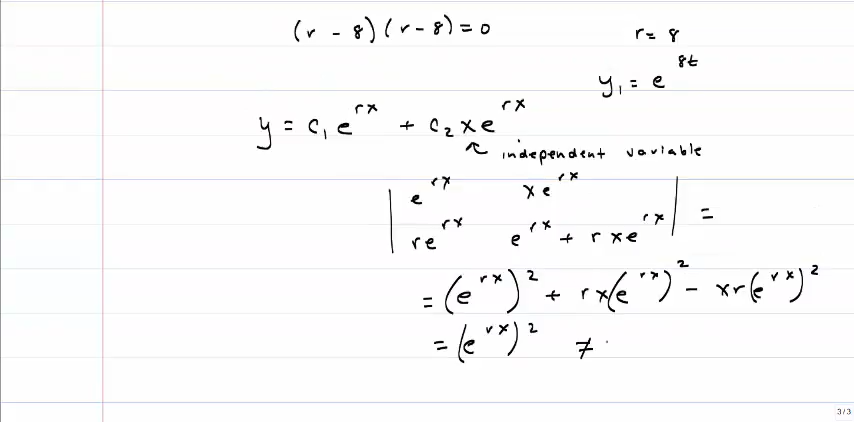 (r - 8)(r - 8) = 0 r = 8
y₁ = e^{8t}
y = c₁e^{rx} + c₂xe^{rx}
↖ independent variable
| e^{rx} xe^{rx} |
| re^{rx} e^{rx} + rxe^{rx} | =
= (e^{rx})² + rx(e^{rx})² - xr(e^{rx})²
= (e^{rx})² ≠
3/3